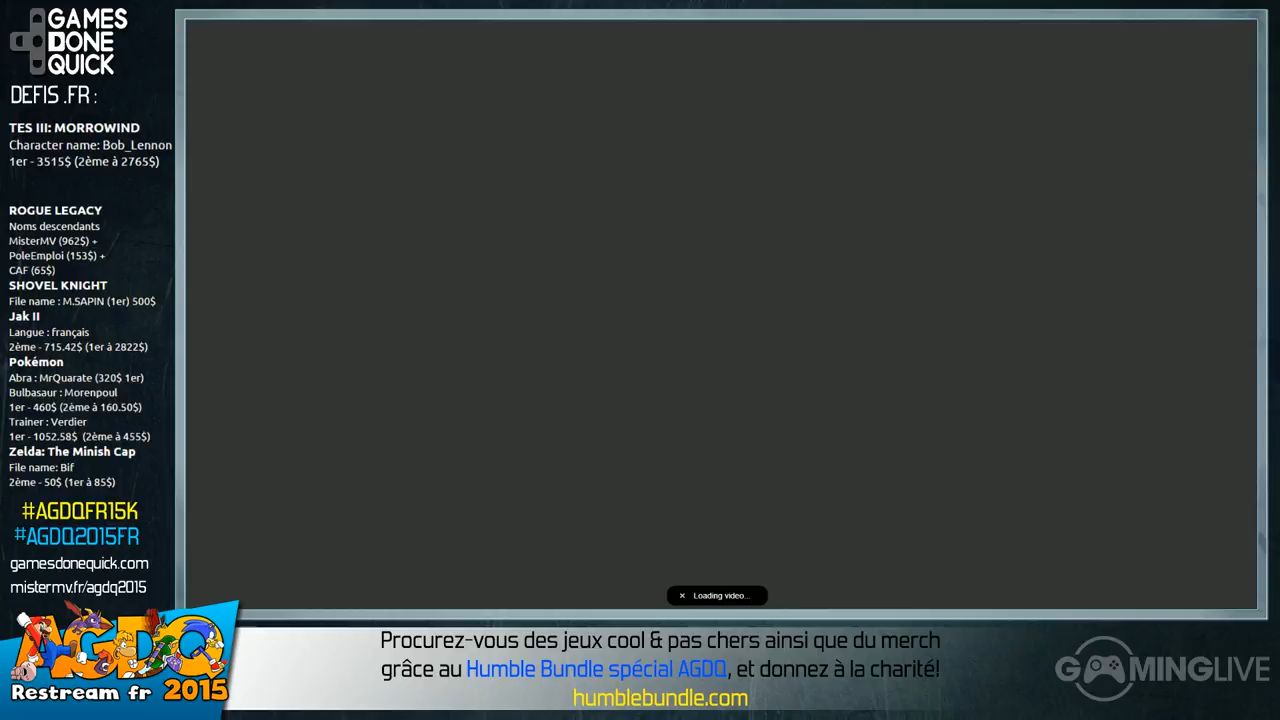 GAMES
DONE
QUICK
DEFIS .FR :
TES III: MORROWIND
Character name: Bob_Lennon
1er - 3515$ (2ème à 2765$)
ROGUE LEGACY
Noms descendants
MisterMV (962$) +
PoleEmploi (153$) +
CAF (65$)
SHOVEL KNIGHT
File name : M.SAPIN (1er) 500$
Jak II
Langue : français
2ème - 715.42$ (1er à 2822$)
Pokémon
Abra : MrQuarate (320$ 1er)
Bulbasaur : Morenpoul
1er - 460$ (2ème à 160.50$)
Trainer : Verdier
1er - 1052.58$ (2ème à 455$)
Zelda: The Minish Cap
File name: Bif
2ème - 50$ (1er à 85$)
#AGDQFR15K
#AGDQ2015FR
gamesdonequick.com
mistermv.fr/agdq2015
AGDQ
Restream fr 2015
× Loading video...
Procurez-vous des jeux cool & pas chers ainsi que du merch
grâce au Humble Bundle spécial AGDQ, et donnez à la charité!
humblebundle.com
GAMINGLIVE